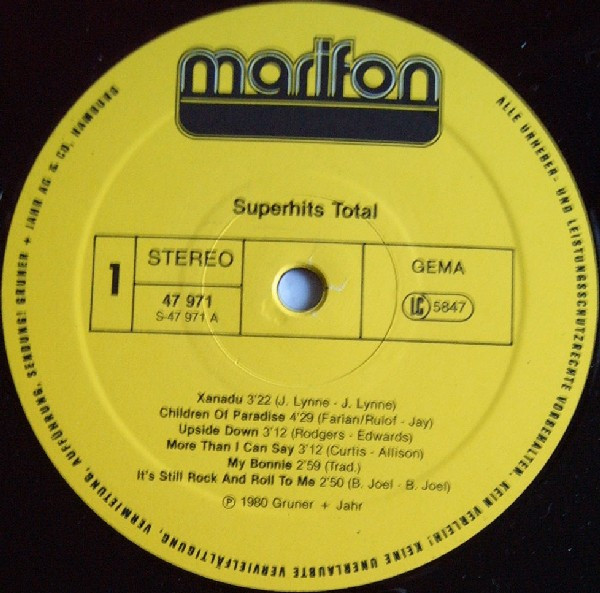 marifon
Superhits Total
1
STEREO
47 971
S-47 971 A
GEMA
LC 5847
Xanadu 3'22 (J. Lynne - J. Lynne)
Children Of Paradise 4'29 (Farian/Rulof - Jay)
Upside Down 3'12 (Rodgers - Edwards)
More Than I Can Say 3'12 (Curtis - Allison)
My Bonnie 2'59 (Trad.)
It's Still Rock And Roll To Me 2'50 (B. Joel - B. Joel)
℗ 1980 Gruner + Jahr
ALLE URHEBER- UND LEISTUNGSSCHUTZRECHTE VORBEHALTEN. KEIN VERLEIH! KEINE UNERLAUBTE VERVIELFÄLTIGUNG, VERMIETUNG, AUFFÜHRUNG, SENDUNG! GRUNER + JAHR AG & CO, HAMBURG